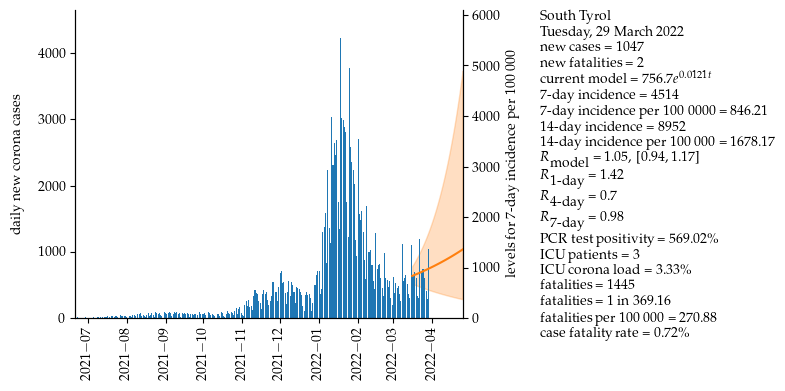 South Tyrol
Tuesday, 29 March 2022
new cases = 1047
new fatalities = 2
current model = 756.7e^{0.0121t}
7-day incidence = 4514
7-day incidence per 100 0000 = 846.21
14-day incidence = 8952
14-day incidence per 100 000 = 1678.17
R_model = 1.05, [0.94, 1.17]
R_1-day = 1.42
R_4-day = 0.7
R_7-day = 0.98
PCR test positivity = 569.02%
ICU patients = 3
ICU corona load = 3.33%
fatalities = 1445
fatalities = 1 in 369.16
fatalities per 100 000 = 270.88
case fatality rate = 0.72%
daily new corona cases
4000
3000
2000
1000
0
levels for 7-day incidence per 100 000
6000
5000
4000
3000
2000
1000
0
2021−07
2021−08
2021−09
2021−10
2021−11
2021−12
2022−01
2022−02
2022−03
2022−04